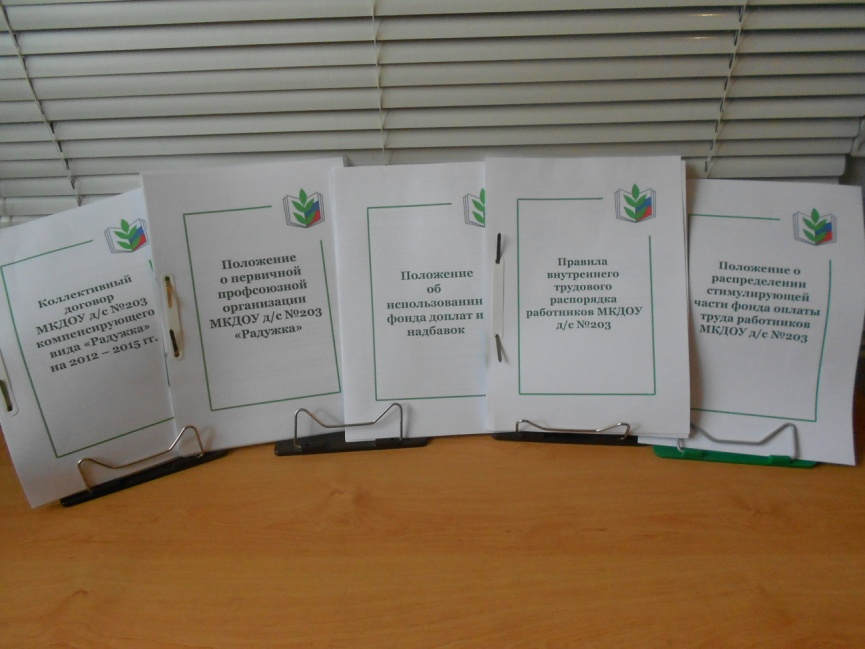 Коллективный
договор
МКДОУ д/с №203
компенсирующего
вида «Радужка»
на 2012 – 2015 гг.
Положение
о первичной
профсоюзной
организации
МКДОУ д/с №203
«Радужка»
Положение
об
использовании
фонда доплат и
надбавок
Правила
внутреннего
трудового
распорядка
работников МКДОУ
д/с №203
Положение о
распределении
стимулирующей
части фонда оплаты
труда работников
МКДОУ д/с №203